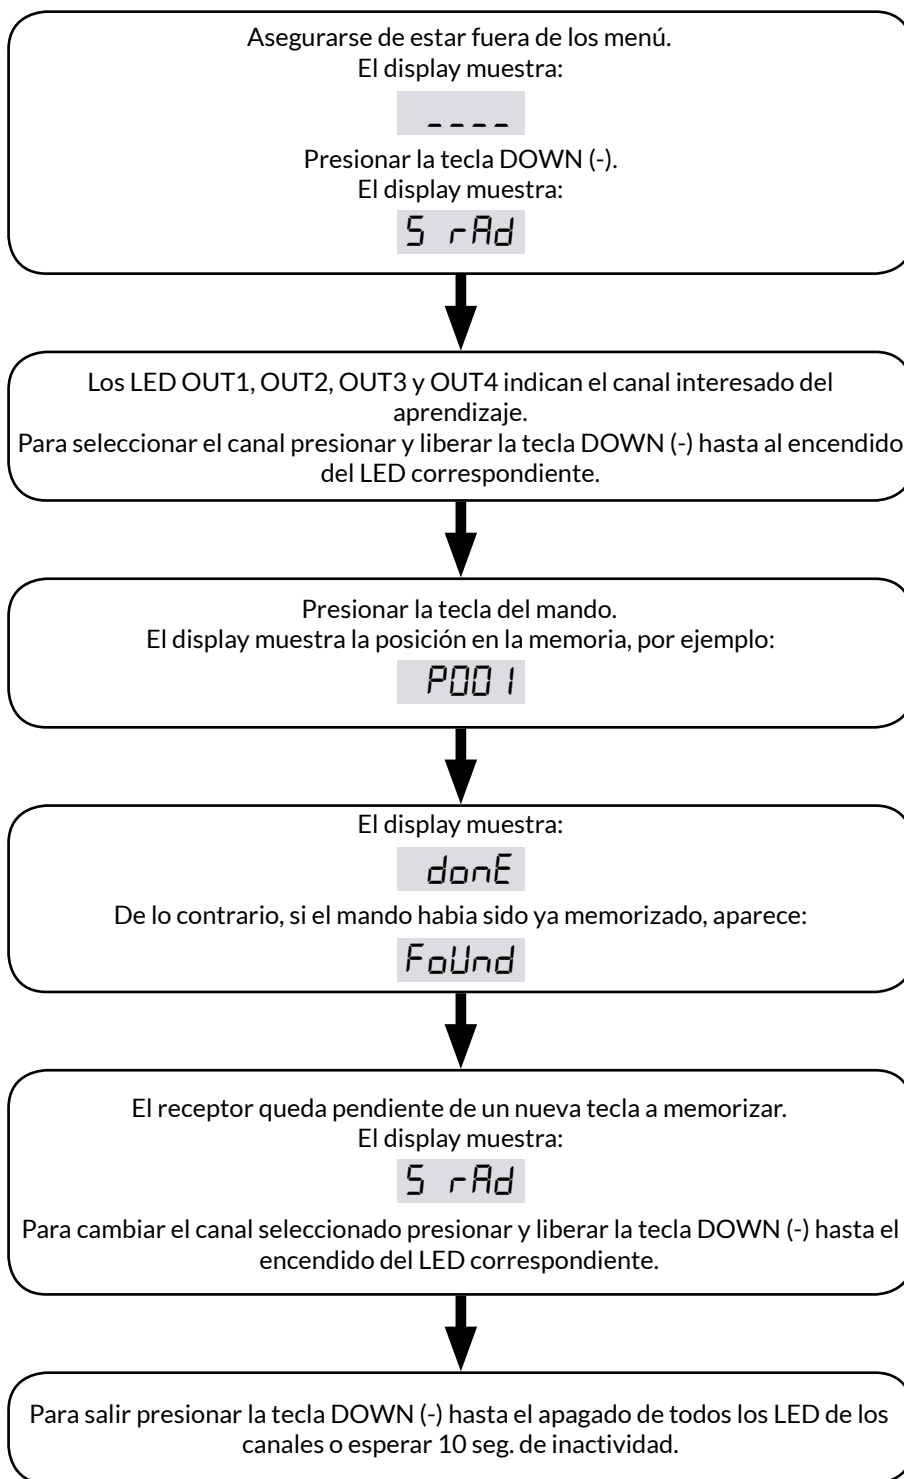 Asegurarse de estar fuera de los menú.
El display muestra:
_ _ _ _
Presionar la tecla DOWN (-).
El display muestra:
S rAd
Los LED OUT1, OUT2, OUT3 y OUT4 indican el canal interesado del
aprendizaje.
Para seleccionar el canal presionar y liberar la tecla DOWN (-) hasta al encendido
del LED correspondiente.
Presionar la tecla del mando.
El display muestra la posición en la memoria, por ejemplo:
P001
El display muestra:
donE
De lo contrario, si el mando habia sido ya memorizado, aparece:
FoUnd
El receptor queda pendiente de un nueva tecla a memorizar.
El display muestra:
S rAd
Para cambiar el canal seleccionado presionar y liberar la tecla DOWN (-) hasta el
encendido del LED correspondiente.
Para salir presionar la tecla DOWN (-) hasta el apagado de todos los LED de los
canales o esperar 10 seg. de inactividad.